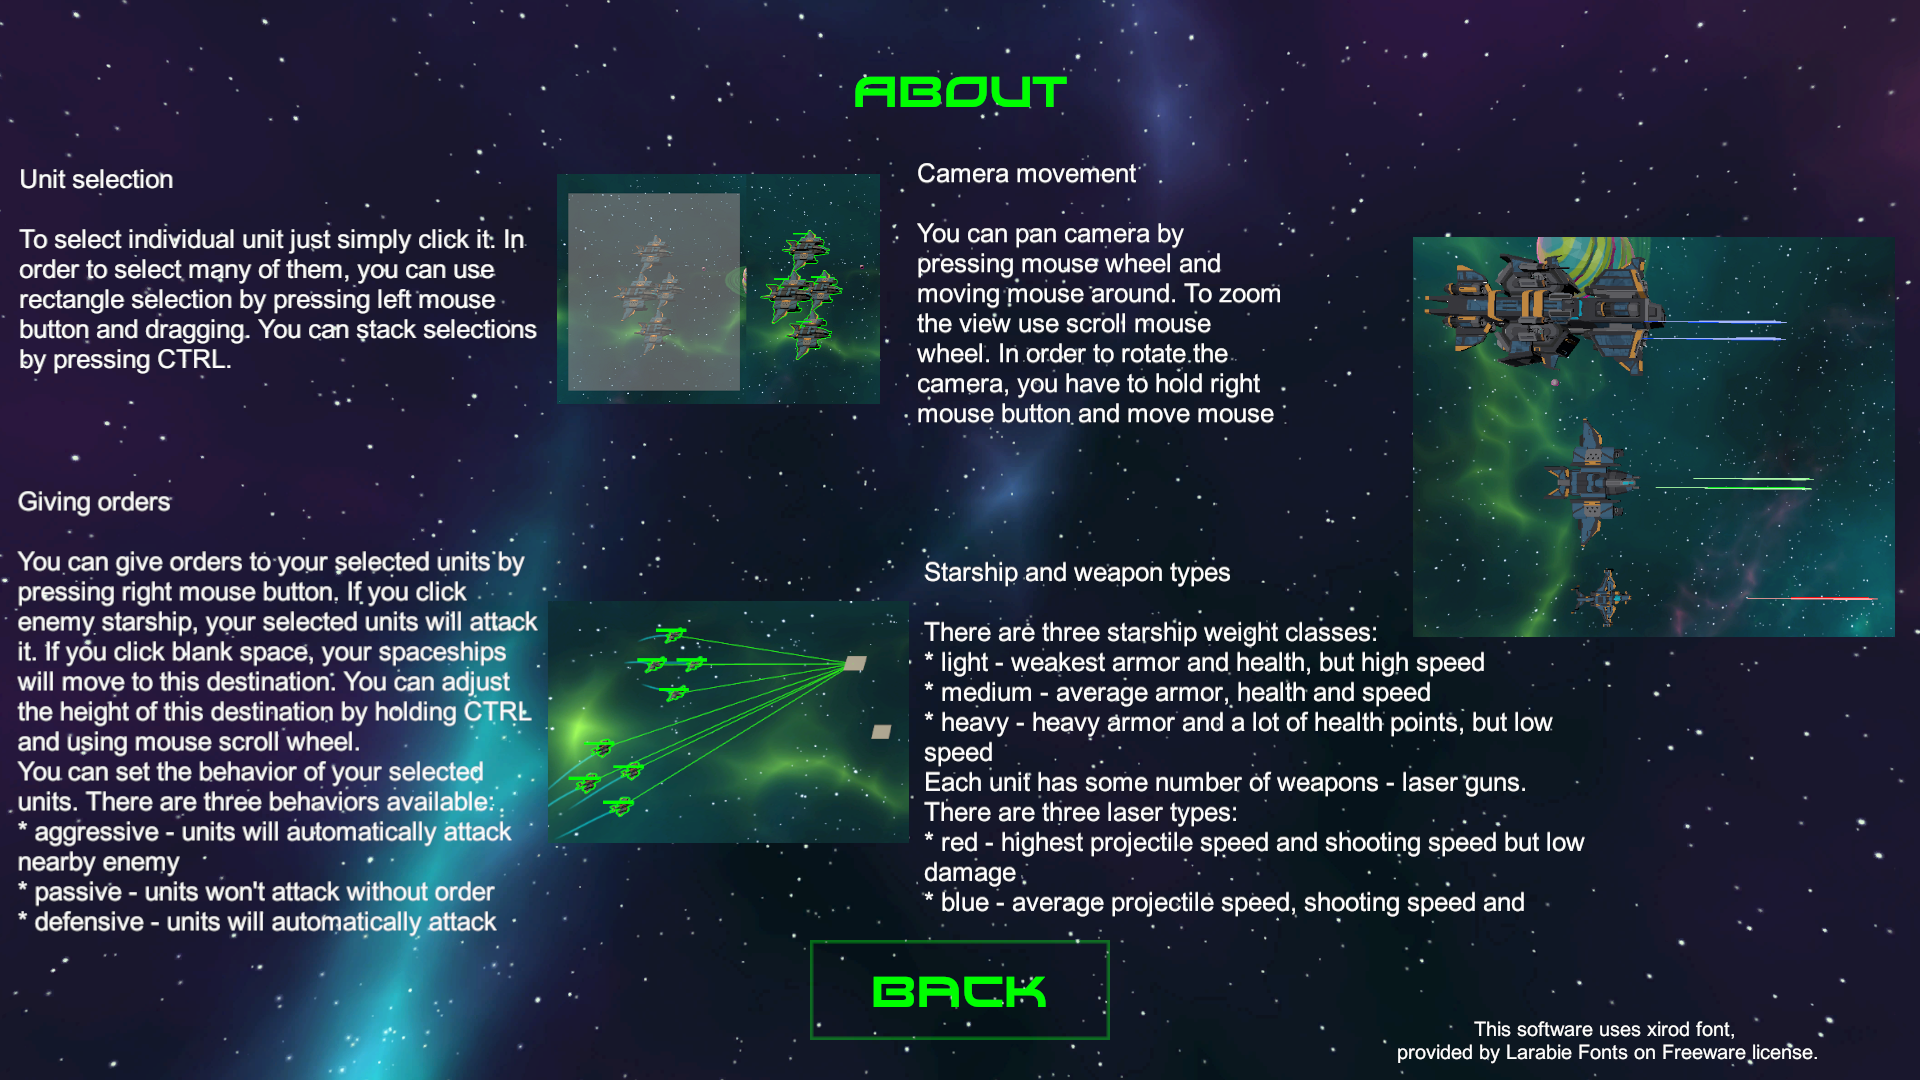 ABOUT
Unit selection
To select individual unit just simply click it. In
order to select many of them, you can use
rectangle selection by pressing left mouse
button and dragging. You can stack selections
by pressing CTRL.
Giving orders
You can give orders to your selected units by
pressing right mouse button. If you click
enemy starship, your selected units will attack
it. If you click blank space, your spaceships
will move to this destination. You can adjust
the height of this destination by holding CTRL
and using mouse scroll wheel.
You can set the behavior of your selected
units. There are three behaviors available:
* aggressive - units will automatically attack
nearby enemy
* passive - units won't attack without order
* defensive - units will automatically attack
Camera movement
You can pan camera by
pressing mouse wheel and
moving mouse around. To zoom
the view use scroll mouse
wheel. In order to rotate the
camera, you have to hold right
mouse button and move mouse
Starship and weapon types
There are three starship weight classes:
* light - weakest armor and health, but high speed
* medium - average armor, health and speed
* heavy - heavy armor and a lot of health points, but low
speed
Each unit has some number of weapons - laser guns.
There are three laser types:
* red - highest projectile speed and shooting speed but low
damage
* blue - average projectile speed, shooting speed and
BACK
This software uses xirod font,
provided by Larabie Fonts on Freeware license.